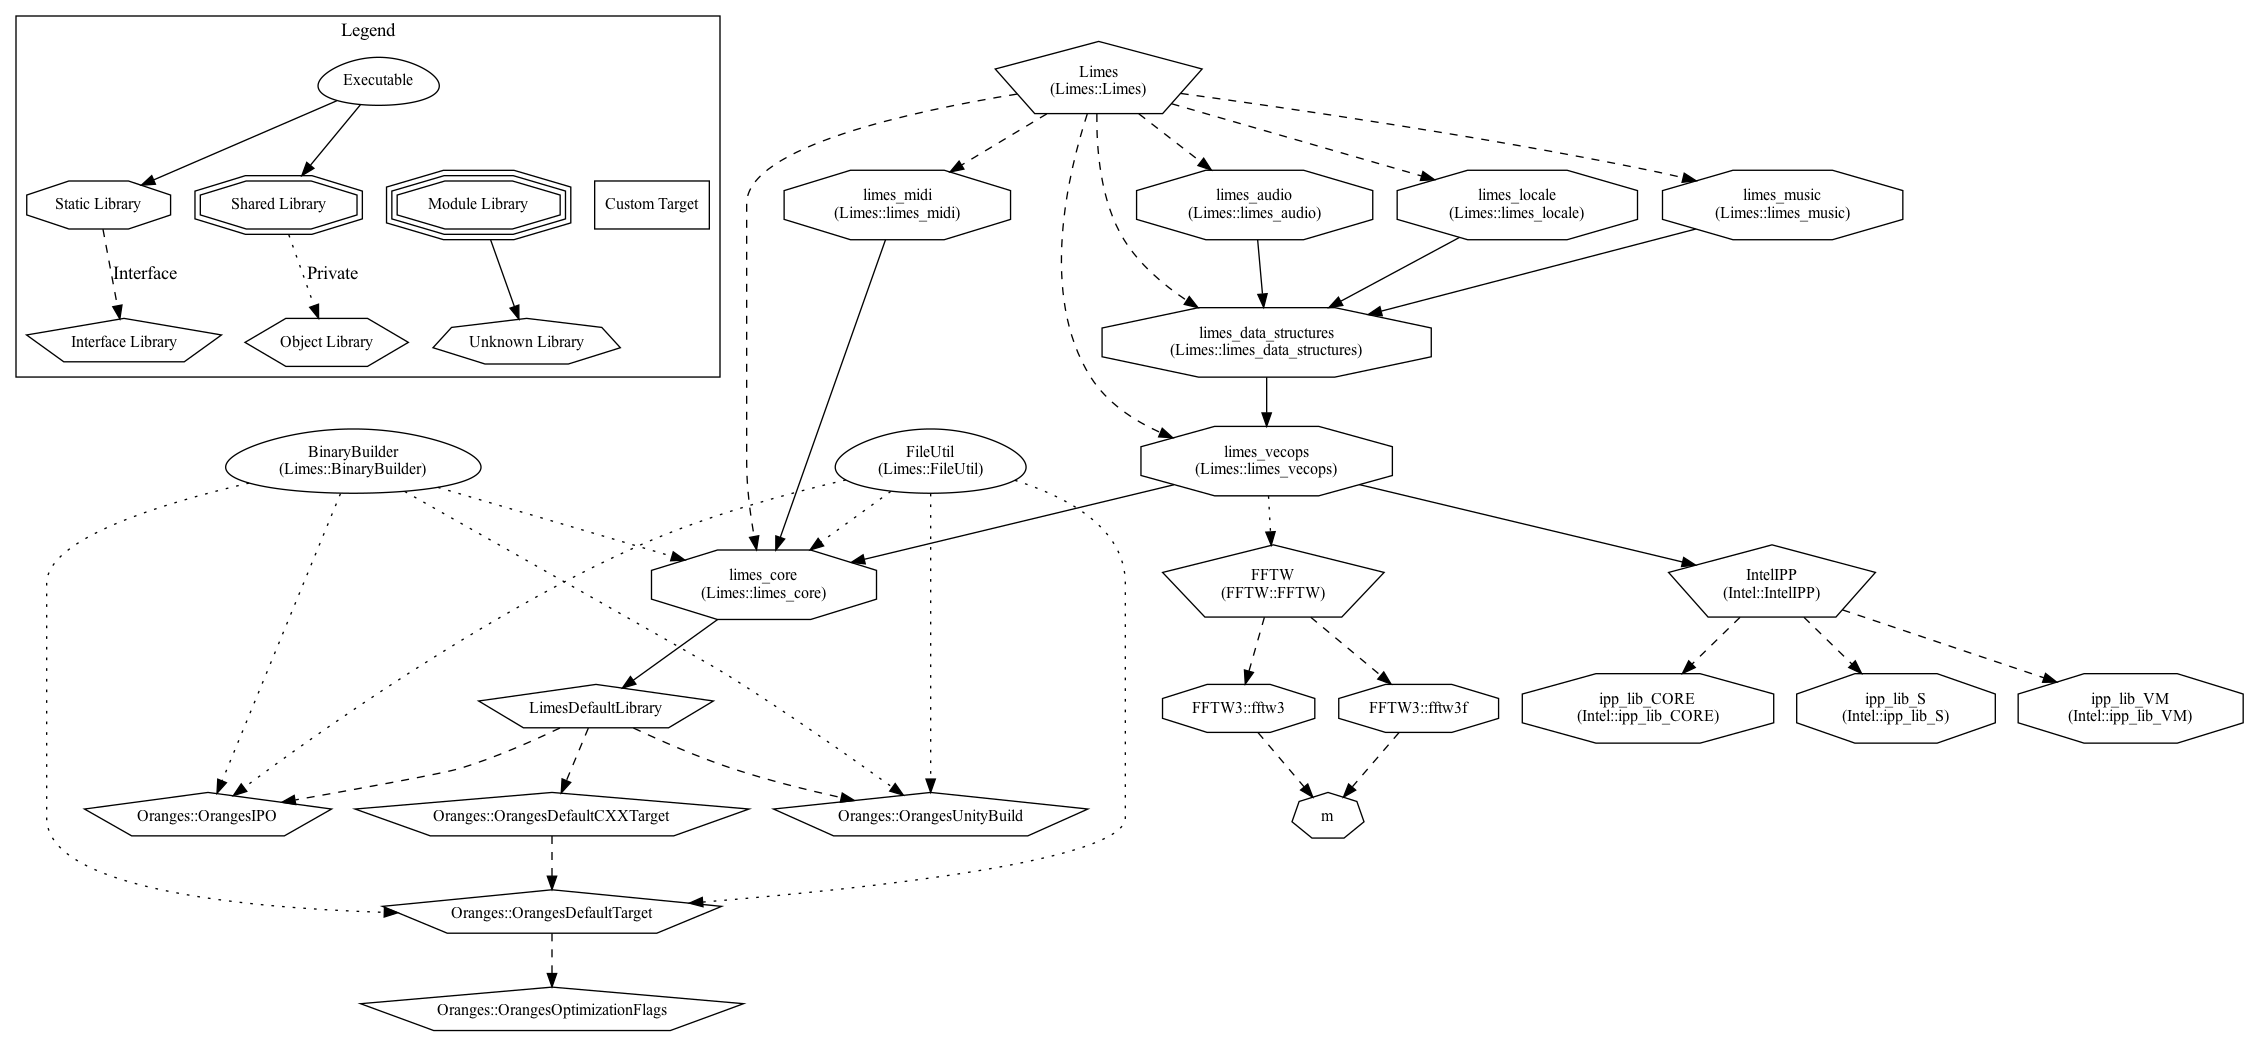 Legend
Executable
Static Library
Shared Library
Module Library
Custom Target
Interface
Private
Interface Library
Object Library
Unknown Library
Limes
(Limes::Limes)
limes_midi
(Limes::limes_midi)
limes_audio
(Limes::limes_audio)
limes_locale
(Limes::limes_locale)
limes_music
(Limes::limes_music)
limes_data_structures
(Limes::limes_data_structures)
BinaryBuilder
(Limes::BinaryBuilder)
FileUtil
(Limes::FileUtil)
limes_vecops
(Limes::limes_vecops)
limes_core
(Limes::limes_core)
FFTW
(FFTW::FFTW)
IntelIPP
(Intel::IntelIPP)
LimesDefaultLibrary
FFTW3::fftw3
FFTW3::fftw3f
ipp_lib_CORE
(Intel::ipp_lib_CORE)
ipp_lib_S
(Intel::ipp_lib_S)
ipp_lib_VM
(Intel::ipp_lib_VM)
Oranges::OrangesIPO
Oranges::OrangesDefaultCXXTarget
Oranges::OrangesUnityBuild
m
Oranges::OrangesDefaultTarget
Oranges::OrangesOptimizationFlags